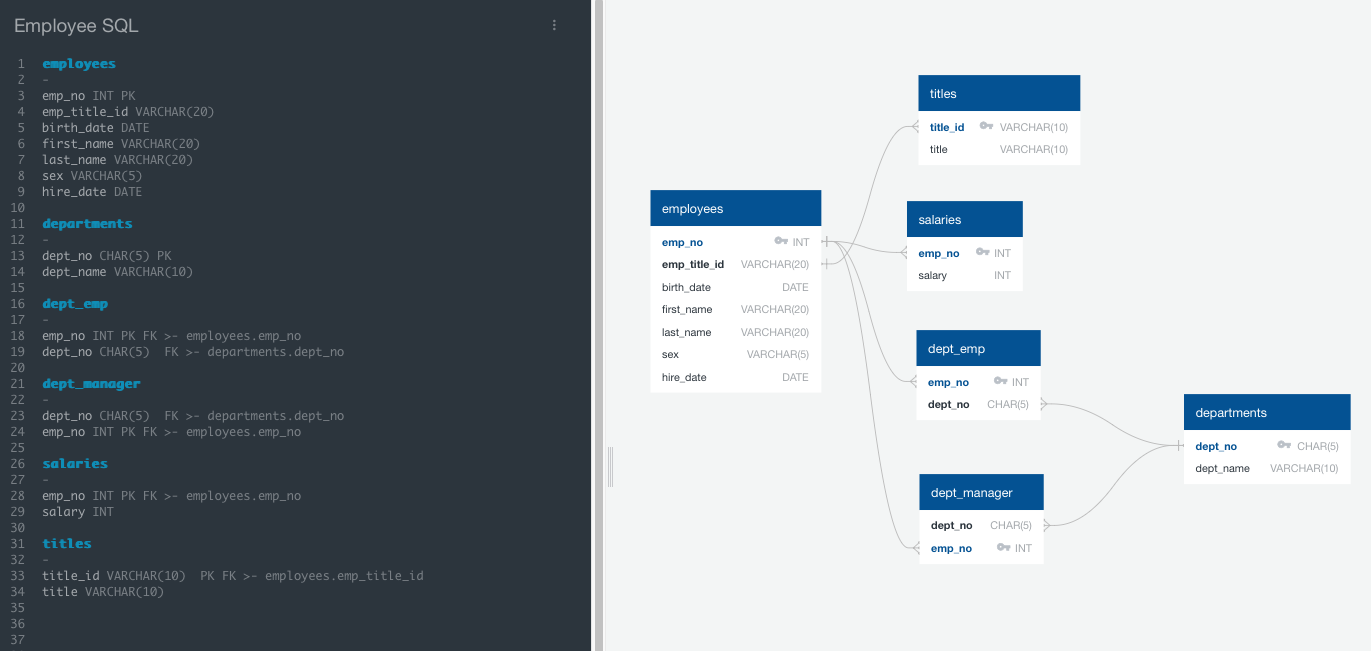 Employee SQL
1 employees
2 -
3 emp_no INT PK
4 emp_title_id VARCHAR(20)
5 birth_date DATE
6 first_name VARCHAR(20)
7 last_name VARCHAR(20)
8 sex VARCHAR(5)
9 hire_date DATE
10
11 departments
12 -
13 dept_no CHAR(5) PK
14 dept_name VARCHAR(10)
15
16 dept_emp
17 -
18 emp_no INT PK FK >- employees.emp_no
19 dept_no CHAR(5)  FK >- departments.dept_no
20
21 dept_manager
22 -
23 dept_no CHAR(5)  FK >- departments.dept_no
24 emp_no INT PK FK >- employees.emp_no
25
26 salaries
27 -
28 emp_no INT PK FK >- employees.emp_no
29 salary INT
30
31 titles
32 -
33 title_id VARCHAR(10)  PK FK >- employees.emp_title_id
34 title VARCHAR(10)
35
36
37
titles
title_id VARCHAR(10)
title VARCHAR(10)
employees
emp_no INT
emp_title_id VARCHAR(20)
birth_date DATE
first_name VARCHAR(20)
last_name VARCHAR(20)
sex VARCHAR(5)
hire_date DATE
salaries
emp_no INT
salary INT
dept_emp
emp_no INT
dept_no CHAR(5)
departments
dept_no CHAR(5)
dept_name VARCHAR(10)
dept_manager
dept_no CHAR(5)
emp_no INT